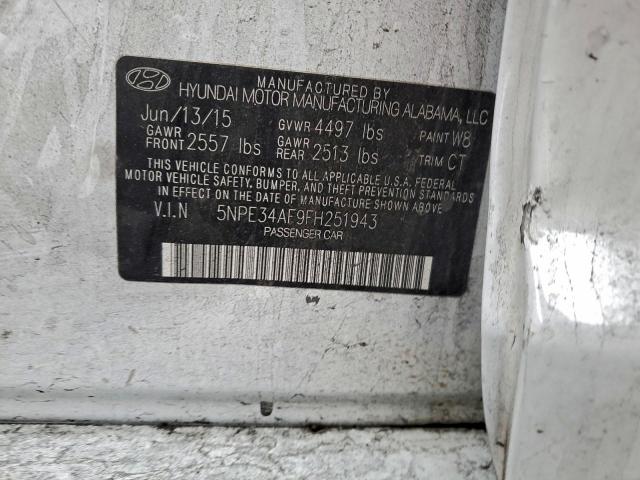 MANUFACTURED BY
HYUNDAI MOTOR MANUFACTURING ALABAMA, LLC
Jun/13/15 GVWR 4497 lbs PAINT W8
GAWR FRONT 2557 lbs GAWR REAR 2513 lbs TRIM CT
THIS VEHICLE CONFORMS TO ALL APPLICABLE U.S.A. FEDERAL
MOTOR VEHICLE SAFETY, BUMPER, AND THEFT PREVENTION STANDARDS
IN EFFECT ON THE DATE OF MANUFACTURE SHOWN ABOVE.
V.I.N 5NPE34AF9FH251943
PASSENGER CAR